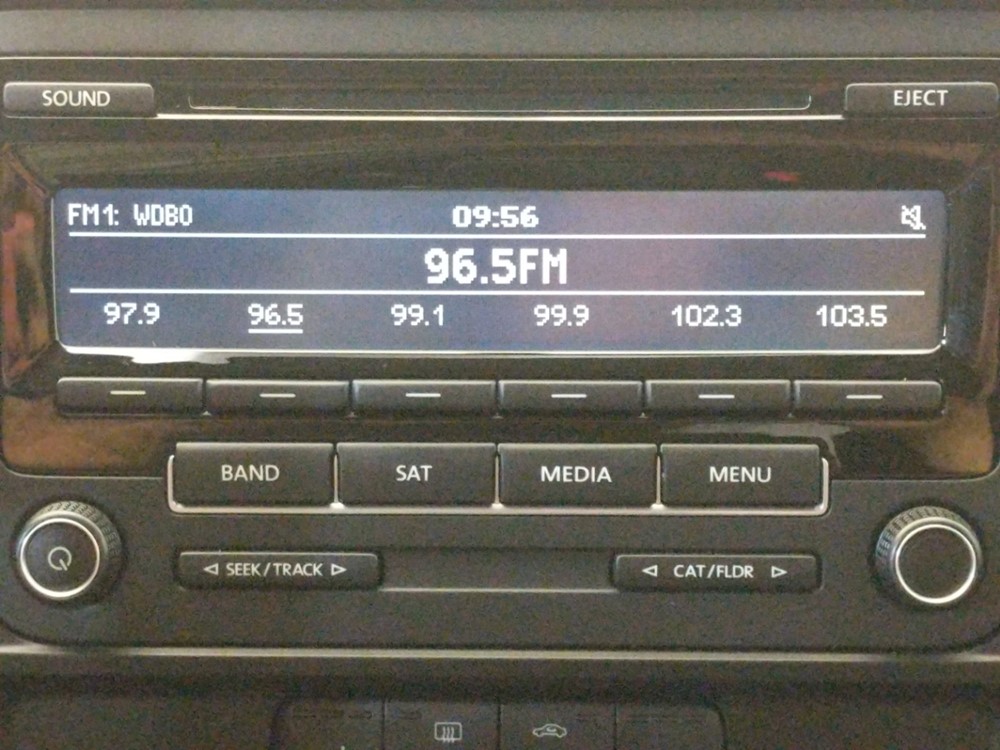 SOUND EJECT
FM1: WDBO 09:56
96.5FM
97.9 96.5 99.1 99.9 102.3 103.5
BAND SAT MEDIA MENU
SEEK/TRACK CAT/FLDR